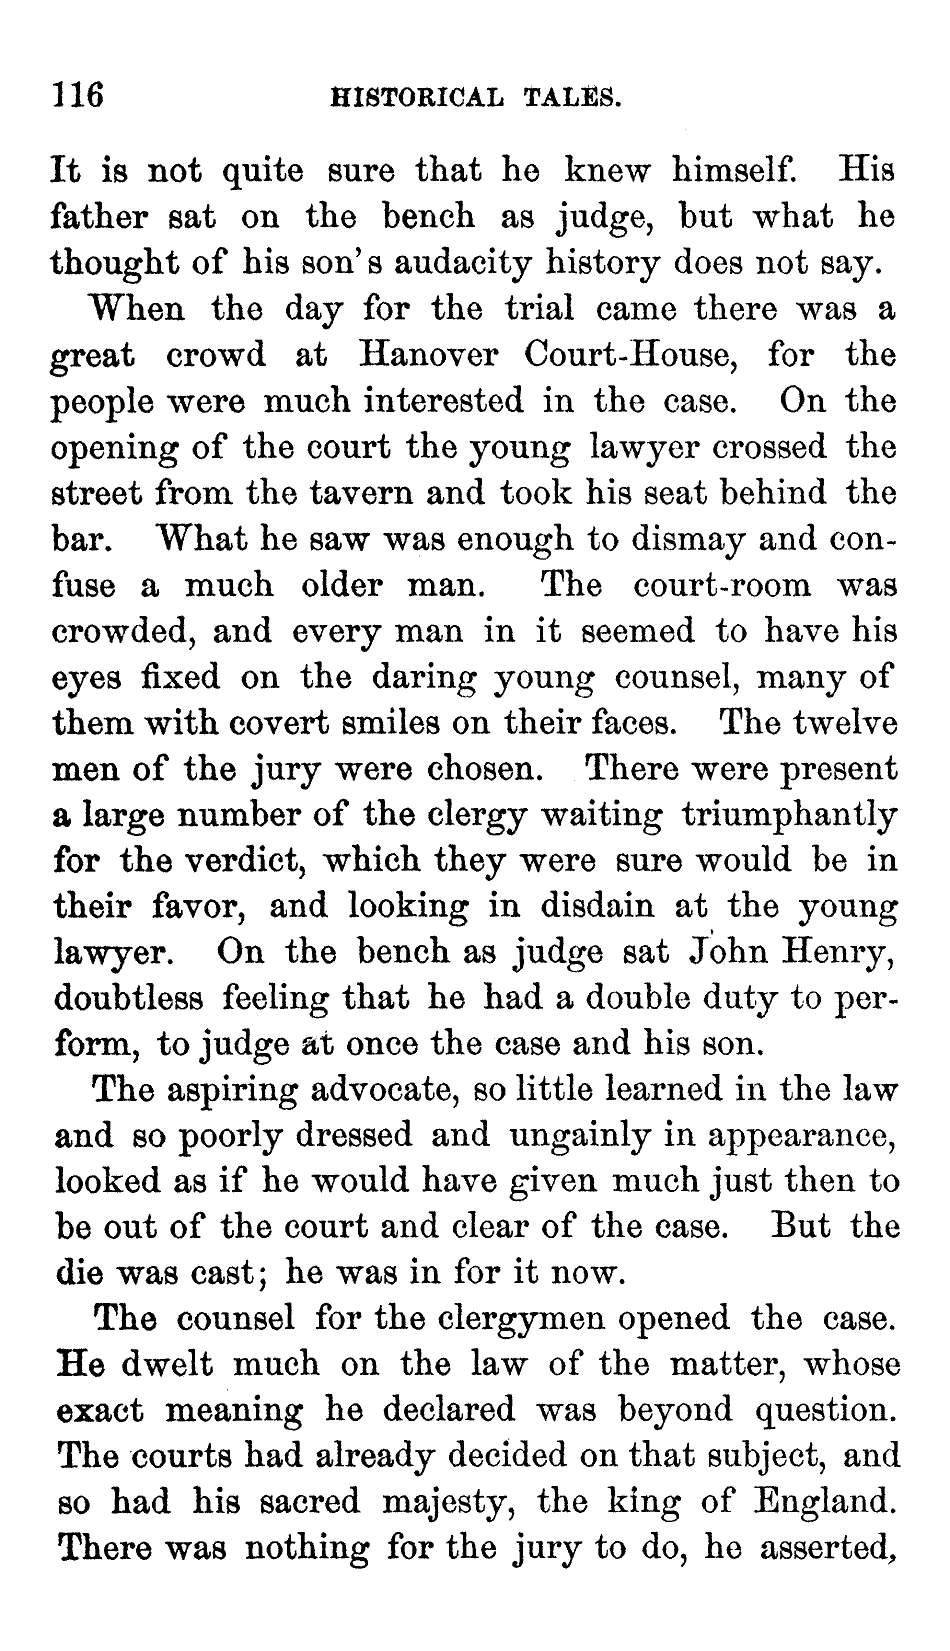 116 HISTORICAL TALES.
It is not quite sure that he knew himself. His
father sat on the bench as judge, but what he
thought of his son's audacity history does not say.
When the day for the trial came there was a
great crowd at Hanover Court-House, for the
people were much interested in the case. On the
opening of the court the young lawyer crossed the
street from the tavern and took his seat behind the
bar. What he saw was enough to dismay and con-
fuse a much older man. The court-room was
crowded, and every man in it seemed to have his
eyes fixed on the daring young counsel, many of
them with covert smiles on their faces. The twelve
men of the jury were chosen. There were present
a large number of the clergy waiting triumphantly
for the verdict, which they were sure would be in
their favor, and looking in disdain at the young
lawyer. On the bench as judge sat John Henry,
doubtless feeling that he had a double duty to per-
form, to judge at once the case and his son.
The aspiring advocate, so little learned in the law
and so poorly dressed and ungainly in appearance,
looked as if he would have given much just then to
be out of the court and clear of the case. But the
die was cast; he was in for it now.
The counsel for the clergymen opened the case.
He dwelt much on the law of the matter, whose
exact meaning he declared was beyond question.
The courts had already decided on that subject, and
so had his sacred majesty, the king of England.
There was nothing for the jury to do, he asserted,